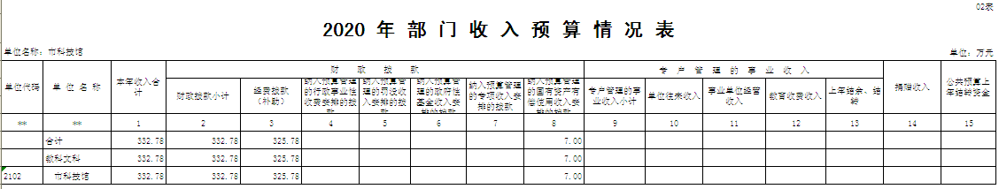 02表
2020 年 部 门 收 入 预 算 情 况 表
单位名称：市科技馆 单位：万元
单位代码 单 位 名 称 本年收入合计 财 政 拨 款 专 户 管 理 的 事 业 收 入 捐赠收入 公共预算上年结转资金
财政拨款小计 经费拨款（补助） 纳入预算管理的行政事业性收费安排的拨款 纳入预算管理的罚没收入安排的拨款 纳入预算管理的政府性基金收入安排的拨款 纳入预算管理的专项收入安排的拨款 纳入预算管理的国有资产有偿使用收入安排的拨款 专户管理的事业收入小计 单位往来收入 事业单位经营收入 教育收费收入 上年结余、结转
** ** 1 2 3 4 5 6 7 8 9 10 11 12 13 14 15
合计 332.78 332.78 325.78 7.00
教科文科 332.78 332.78 325.78 7.00
2102 市科技馆 332.78 332.78 325.78 7.00